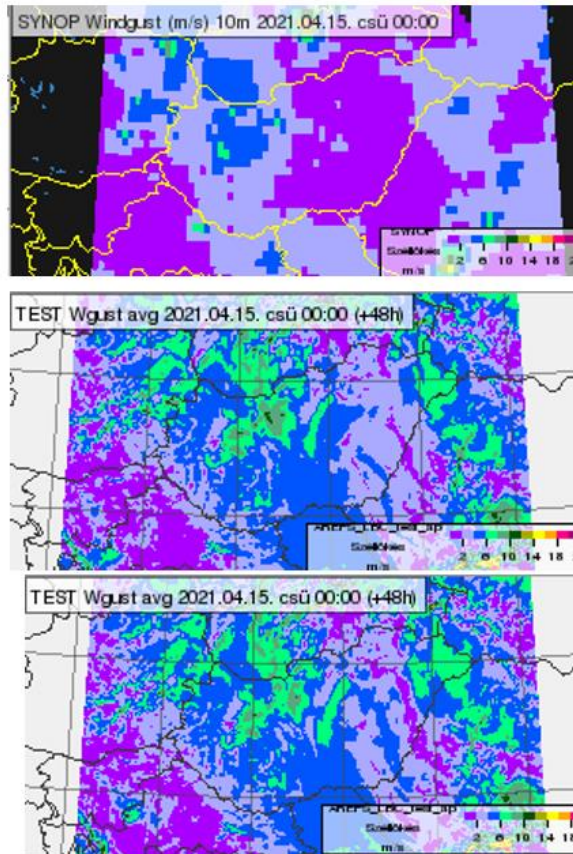 SYNOP Windgust (m/s) 10m 2021.04.15. csü 00:00
SYNOP
Széllökés
m/s
2 6 10 14 18
TEST Wgust avg 2021.04.15. csü 00:00 (+48h)
Széllökés
m/s
2 6 10 14 18
TEST Wgust avg 2021.04.15. csü 00:00 (+48h)
Széllökés
m/s
2 6 10 14 18